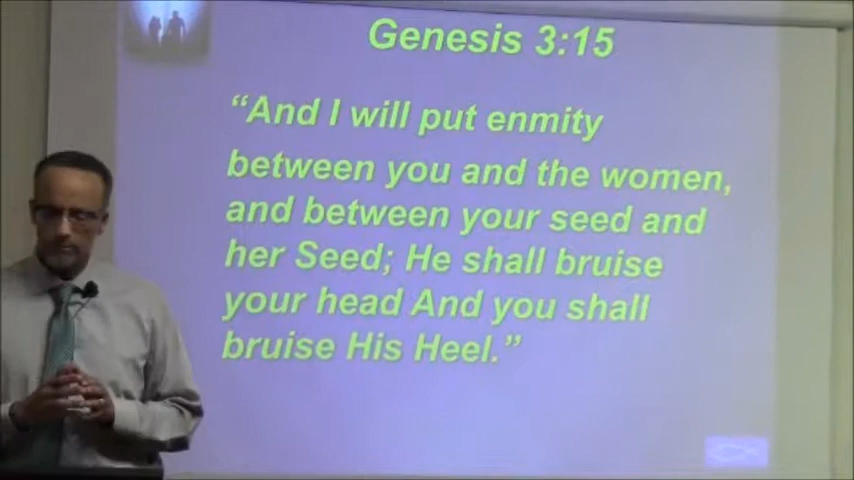 Genesis 3:15
“And I will put enmity
between you and the women,
and between your seed and
her Seed; He shall bruise
your head And you shall
bruise His Heel.”